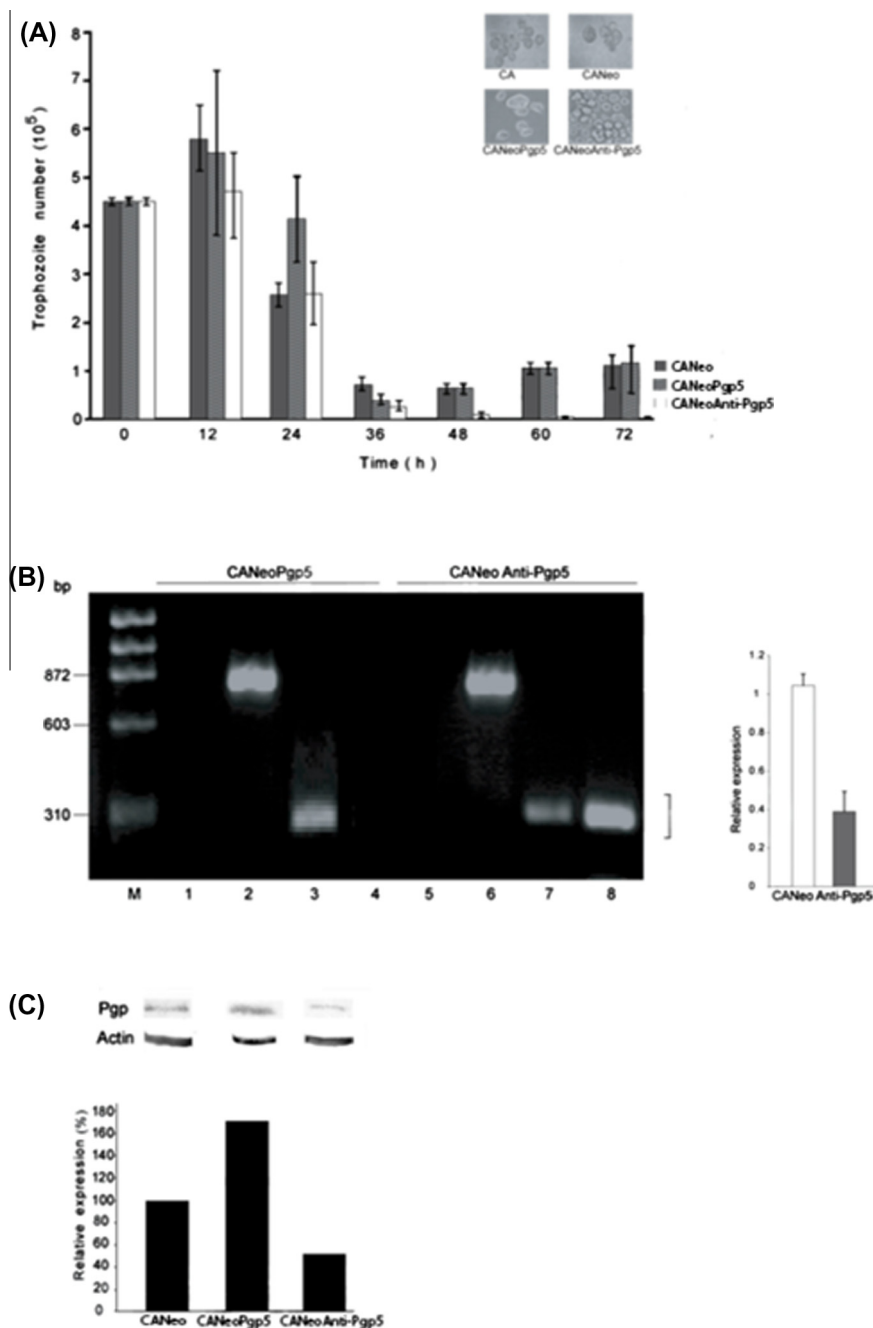 (A)
8
7
6
5
4
3
2
1
0
Trophozoite number (10⁵)
0 12 24 36 48 60 72
Time ( h )
CA CANeo
CANeoPgp5 CANeoAnti-Pgp5
CANeo
CANeoPgp5
CANeoAnti-Pgp5
(B)
bp
CANeoPgp5 CANeo Anti-Pgp5
872
603
310
M 1 2 3 4 5 6 7 8
1.2
1
0.8
0.6
0.4
0.2
0
Relative expression
CANeo Anti-Pgp5
(C)
Pgp
Actin
180
160
140
120
100
80
60
40
20
0
Relative expression (%)
CANeo CANeoPgp5 CANeoAnti-Pgp5